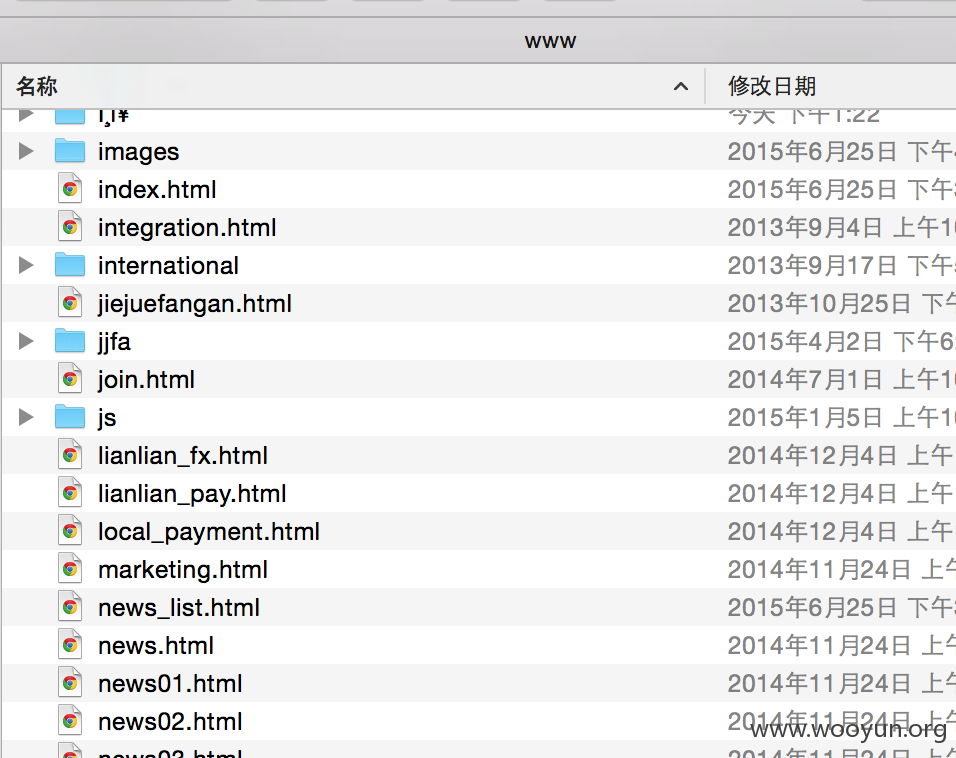 www
名称 修改日期
今天 下午1:22
images 2015年6月25日 下午
index.html 2015年6月25日 下午
integration.html 2013年9月4日 上午10
international 2013年9月17日 下午
jiejuefangan.html 2013年10月25日 下午
jjfa 2015年4月2日 下午6:
join.html 2014年7月1日 上午10
js 2015年1月5日 上午10
lianlian_fx.html 2014年12月4日 上午
lianlian_pay.html 2014年12月4日 上午
local_payment.html 2014年12月4日 上午
marketing.html 2014年11月24日 上午
news_list.html 2015年6月25日 下午
news.html 2014年11月24日 上午
news01.html 2014年11月24日 上午
news02.html 2014年11月24日 上午
news03.html 2014年11月24日 上午
www.wooyun.org